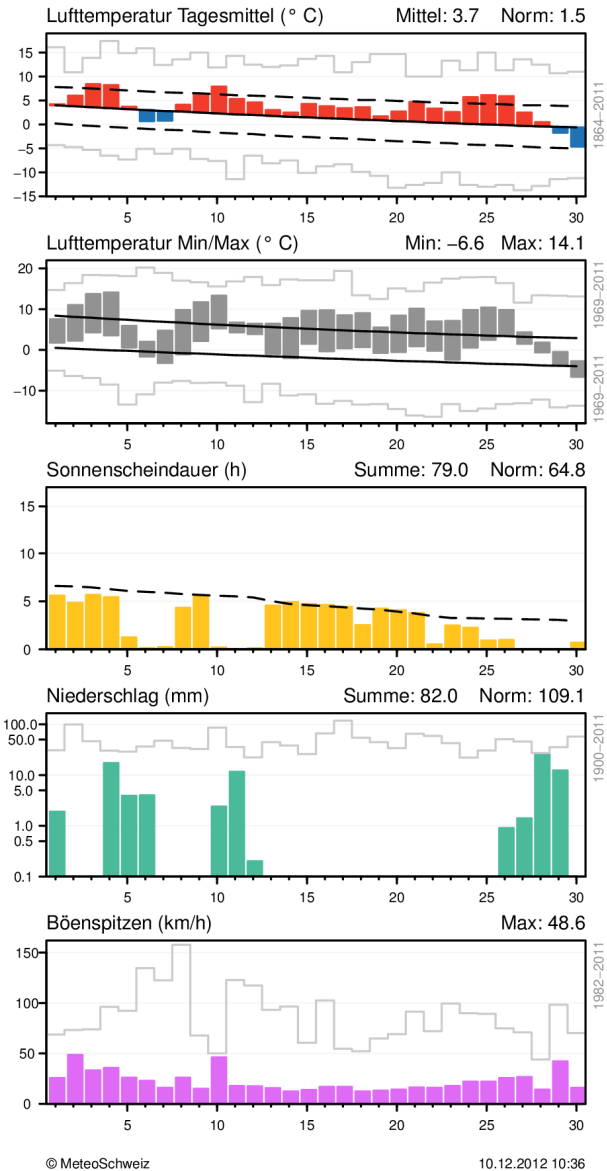 Lufttemperatur Tagesmittel (° C) Mittel: 3.7 Norm: 1.5
15
10
5
0
−5
−10
−15
5 10 15 20 25 30
1864−2011
Lufttemperatur Min/Max (° C) Min: −6.6 Max: 14.1
20
10
0
−10
5 10 15 20 25 30
1969−2011
1969−2011
Sonnenscheindauer (h) Summe: 79.0 Norm: 64.8
15
10
5
0
5 10 15 20 25 30
Niederschlag (mm) Summe: 82.0 Norm: 109.1
100.0
50.0
10.0
5.0
1.0
0.5
0.1
5 10 15 20 25 30
1900−2011
Böenspitzen (km/h) Max: 48.6
150
100
50
0
5 10 15 20 25 30
1982−2011
© MeteoSchweiz 10.12.2012 10:36